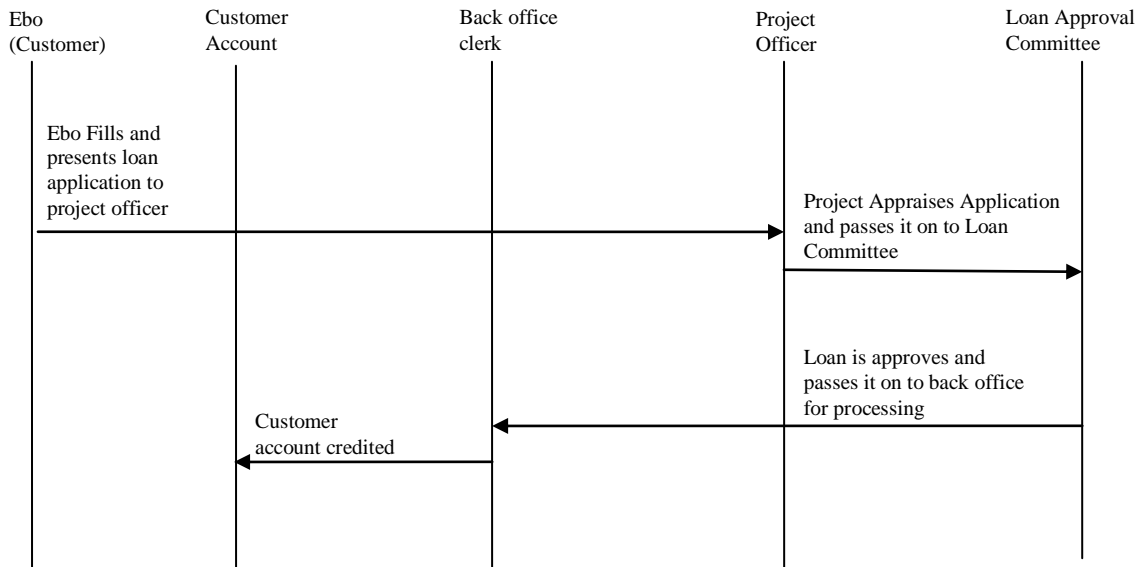 Ebo
(Customer)
Customer
Account
Back office
clerk
Project
Officer
Loan Approval
Committee
Ebo Fills and
presents loan
application to
project officer
Project Appraises Application
and passes it on to Loan
Committee
Loan is approves and
passes it on to back office
for processing
Customer
account credited